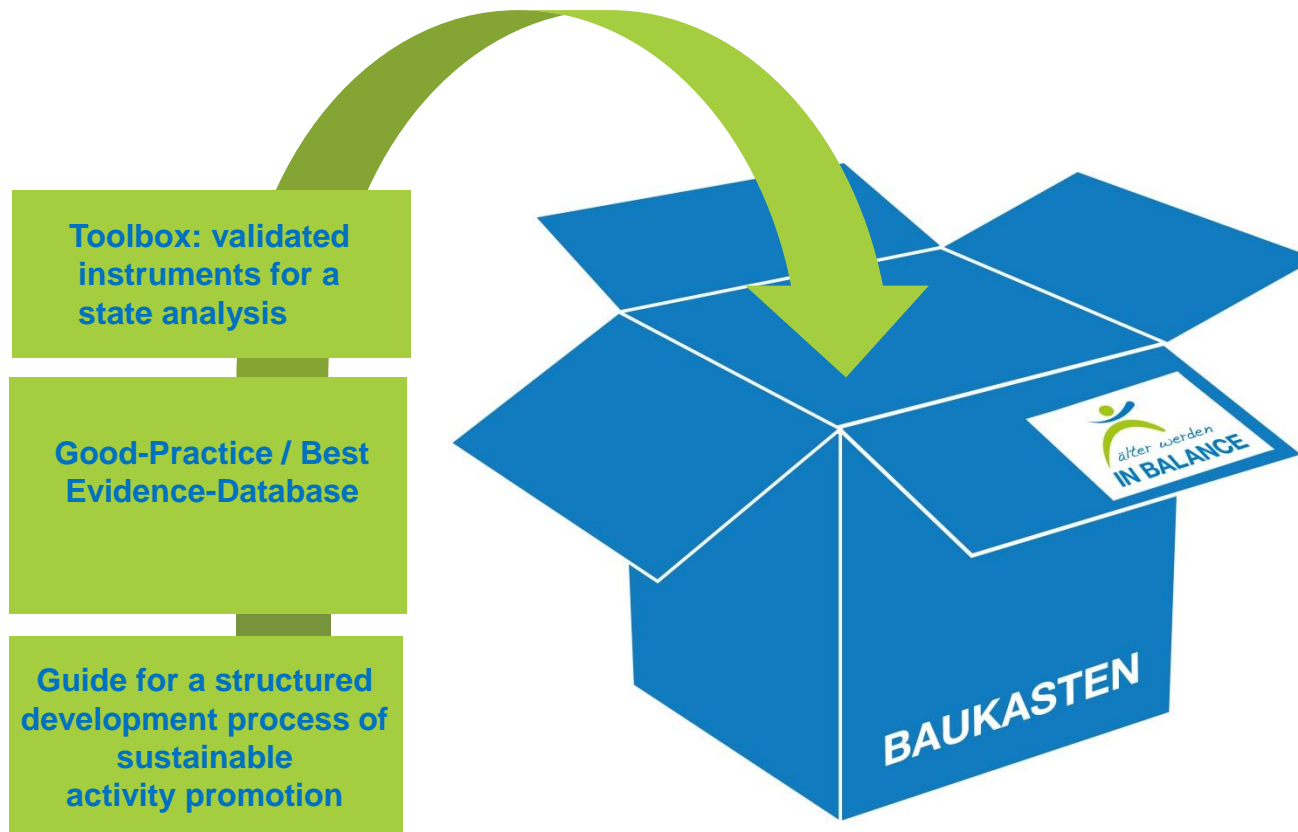 Toolbox: validated
instruments for a
state analysis
Good-Practice / Best
Evidence-Database
Guide for a structured
development process of
sustainable
activity promotion
älter werden
IN BALANCE
BAUKASTEN